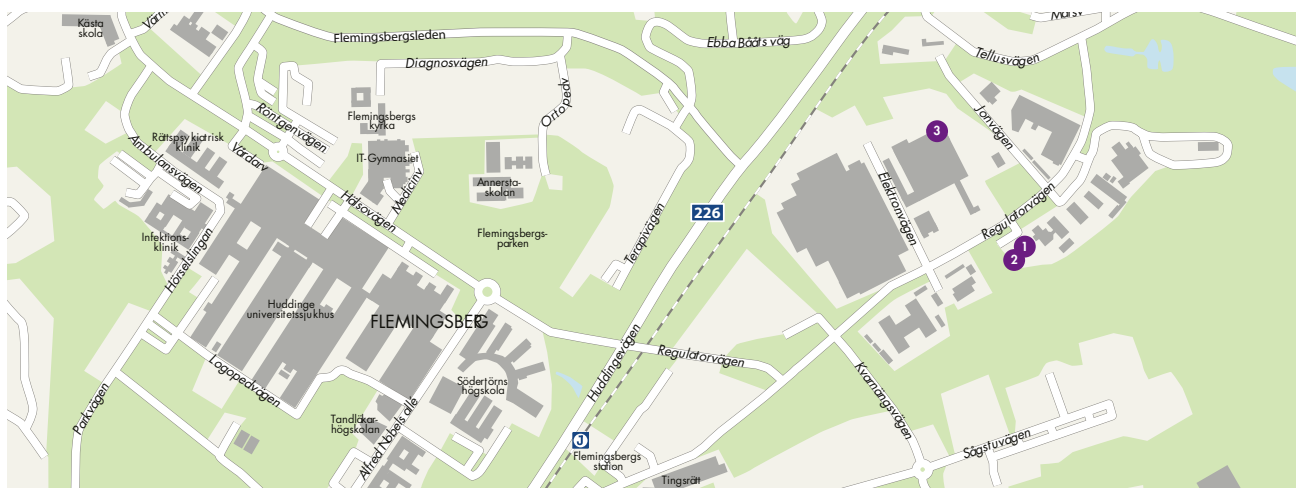 Kästa
skola
Flemingsbergsleden
Ebba Bååts väg
Tellusvägen
Diagnosvägen
Ortopedv
Röntgenvägen
Flemingsbergs
kyrka
Jonvägen
3
Rättspsykiatrisk
klinik
Ambulansvägen
Vårdarv
IT-Gymnasiet
Medicinv
Annersta-
skolan
Elektronvägen
Hälsovägen
226
Regulatorvägen
Infektions-
klinik
Hörselslingan
Flemingsbergs-
parken
Terapivägen
1
2
Huddinge
universitetssjukhus
FLEMINGSBERG
Huddingevägen
Regulatorvägen
Logopedvägen
Södertörns
högskola
Kvarnängsvägen
Parkvägen
Tandläkar-
högskolan
Alfred Nobels allé
J
Flemingsbergs
station
Tingsrätt
Sågstuvägen